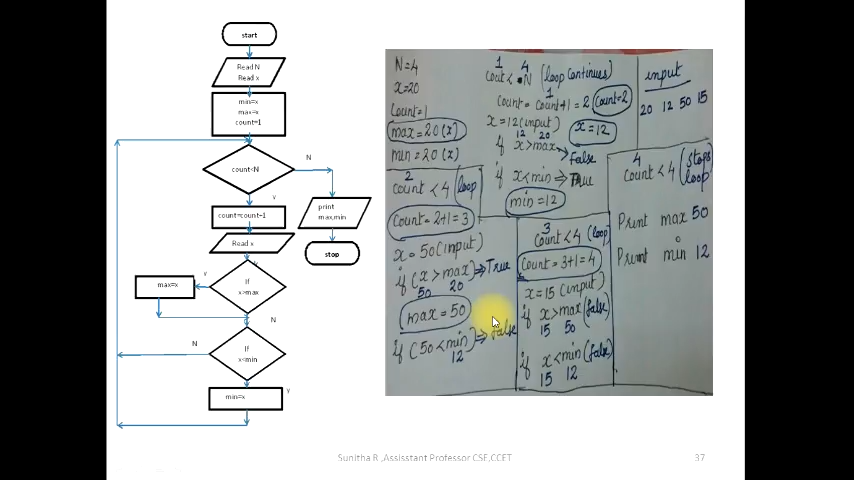 start
Read N
Read x
min=x
max=x
count=1
count<N
N
Y
count=count+1
print
max,min
Read x
stop
Y
If
x>max
max=x
N
N
If
x<min
Y
min=x
N=4
x=20
Count=1
max=20(x)
min=20(x)
1 4
Cout < N (loop Continues)
1
Count = Count+1 = 2 Count=2
x=12(input) x=12
12 20
if x>max → False
if x<min ⇒ True
min=12
input
20 12 50 15
2
Count < 4 (loop
Count= 2+1=3
x=50(input)
if (x>max) ⇒ True
50 20
max=50
if (50<min) ⇒ false
12
3
Count<4 (loop)
Count=3+1=4
x=15(input)
if x>max (false)
15 50
if x<min (false)
15 12
4
Count <4 (Stops
loop)
Print max 50
Print min 12
Sunitha R ,Assisstant Professor CSE,CCET
37